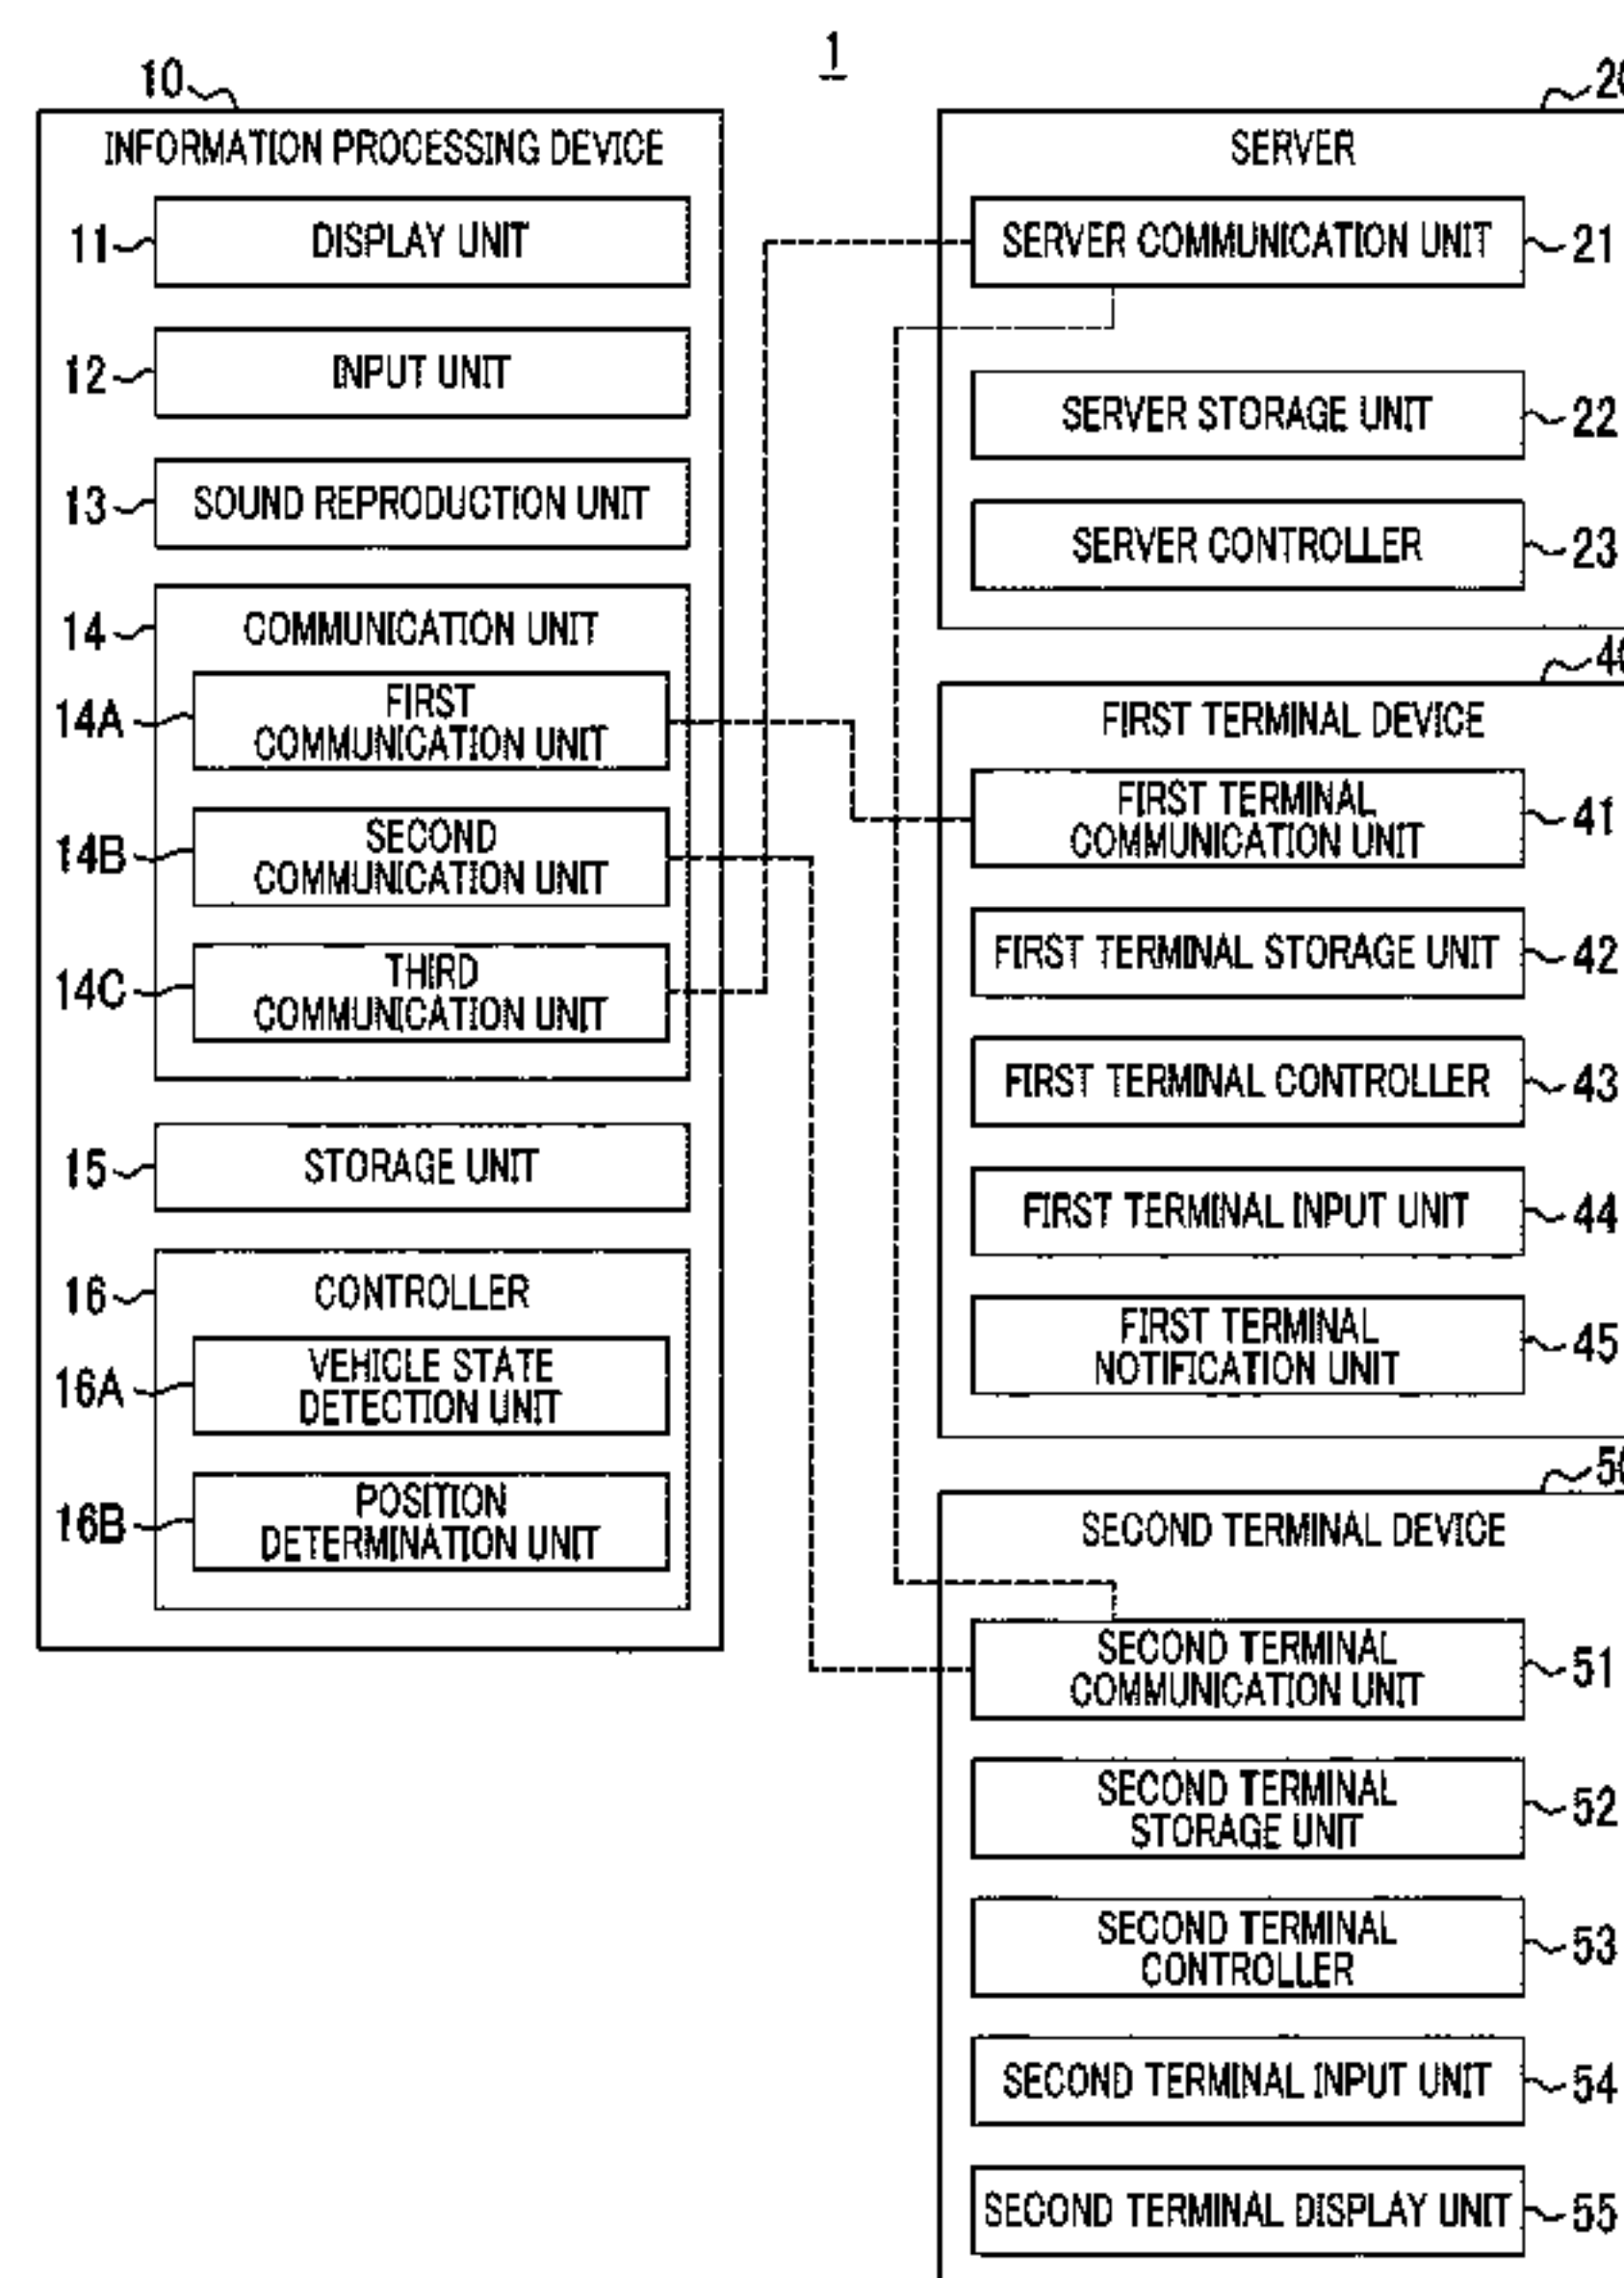 1
10
INFORMATION PROCESSING DEVICE
11
DISPLAY UNIT
12
INPUT UNIT
13
SOUND REPRODUCTION UNIT
14
COMMUNICATION UNIT
14A
FIRST
COMMUNICATION UNIT
14B
SECOND
COMMUNICATION UNIT
14C
THIRD
COMMUNICATION UNIT
15
STORAGE UNIT
16
CONTROLLER
16A
VEHICLE STATE
DETECTION UNIT
16B
POSITION
DETERMINATION UNIT
SERVER
SERVER COMMUNICATION UNIT
21
SERVER STORAGE UNIT
22
SERVER CONTROLLER
23
FIRST TERMINAL DEVICE
FIRST TERMINAL
COMMUNICATION UNIT
41
FIRST TERMINAL STORAGE UNIT
42
FIRST TERMINAL CONTROLLER
43
FIRST TERMINAL INPUT UNIT
44
FIRST TERMINAL
NOTIFICATION UNIT
45
SECOND TERMINAL DEVICE
SECOND TERMINAL
COMMUNICATION UNIT
51
SECOND TERMINAL
STORAGE UNIT
52
SECOND TERMINAL
CONTROLLER
53
SECOND TERMINAL INPUT UNIT
54
SECOND TERMINAL DISPLAY UNIT
55